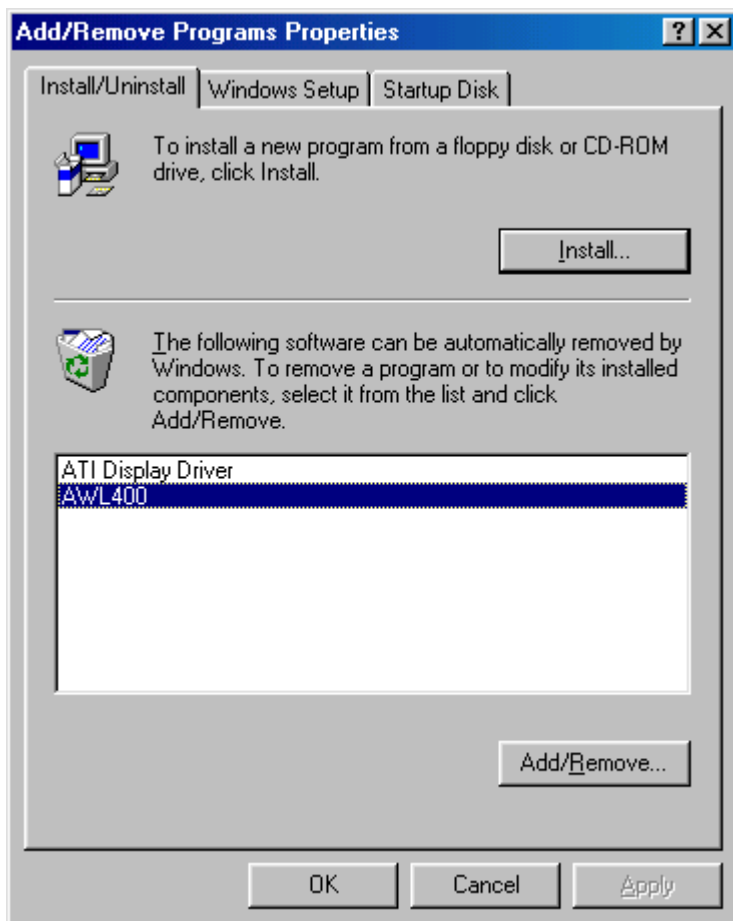 Add/Remove Programs Properties
Install/Uninstall Windows Setup Startup Disk
To install a new program from a floppy disk or CD-ROM
drive, click Install.
Install...
The following software can be automatically removed by
Windows. To remove a program or to modify its installed
components, select it from the list and click
Add/Remove.
ATI Display Driver
AWL400
Add/Remove...
OK Cancel Apply